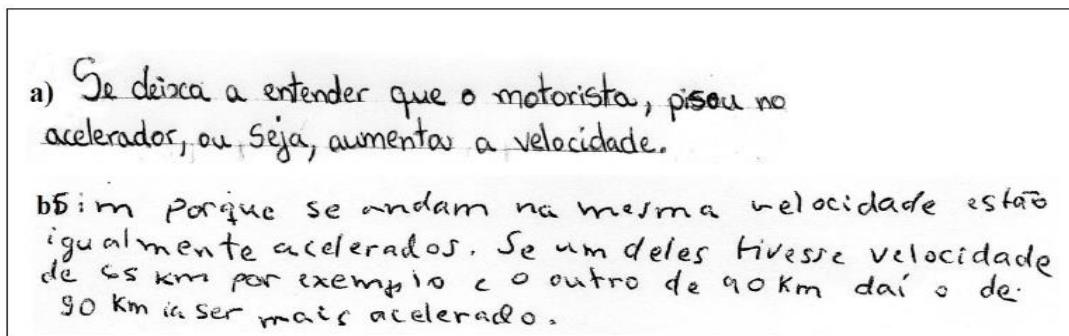 a) Se deixa a entender que o motorista, pisou no
acelerador, ou seja, aumentar a velocidade.
b) Sim porque se andam na mesma velocidade estão
igualmente acelerados. Se um deles tivesse velocidade
de 65 km por exemplo e o outro de 90 Km daí o de
90 Km ia ser mais acelerado.